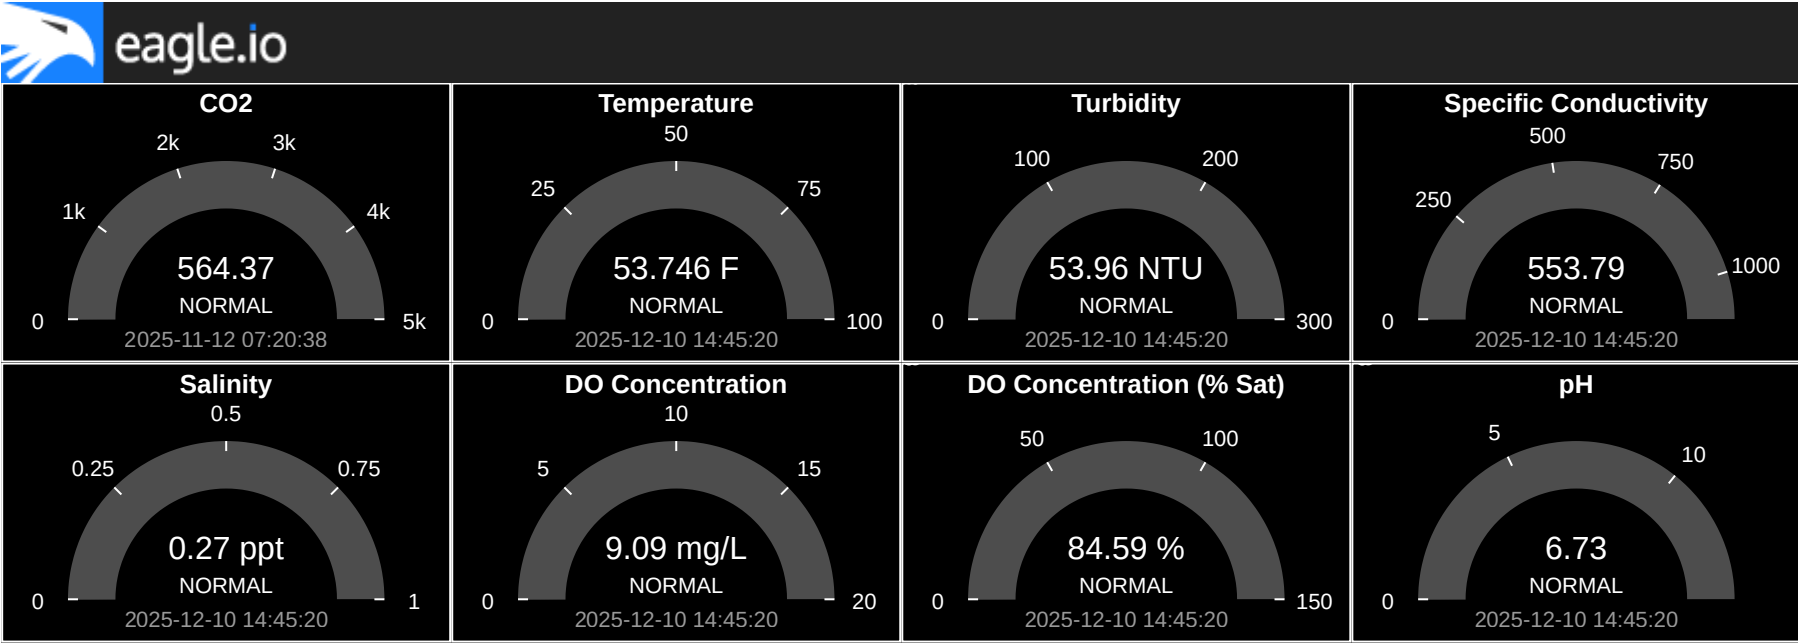 eagle.io
CO2
2k
3k
1k
4k
564.37
NORMAL
0
5k
2025-11-12 07:20:38
Temperature
50
25
75
53.746 F
NORMAL
0
100
2025-12-10 14:45:20
Turbidity
100
200
53.96 NTU
NORMAL
0
300
2025-12-10 14:45:20
Specific Conductivity
500
750
250
1000
553.79
NORMAL
0
2025-12-10 14:45:20
Salinity
0.5
0.25
0.75
0.27 ppt
NORMAL
0
1
2025-12-10 14:45:20
DO Concentration
10
5
15
9.09 mg/L
NORMAL
0
20
2025-12-10 14:45:20
DO Concentration (% Sat)
50
100
84.59 %
NORMAL
0
150
2025-12-10 14:45:20
pH
5
10
6.73
NORMAL
0
2025-12-10 14:45:20